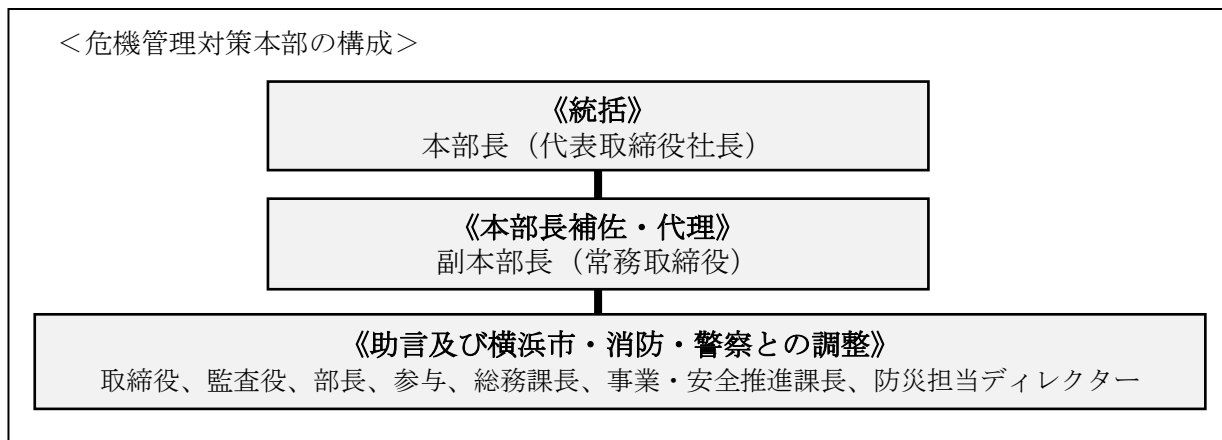 ＜危機管理対策本部の構成＞
《統括》
本部長（代表取締役社長）
《本部長補佐・代理》
副本部長（常務取締役）
《助言及び横浜市・消防・警察との調整》
取締役、監査役、部長、参与、総務課長、事業・安全推進課長、防災担当ディレクター